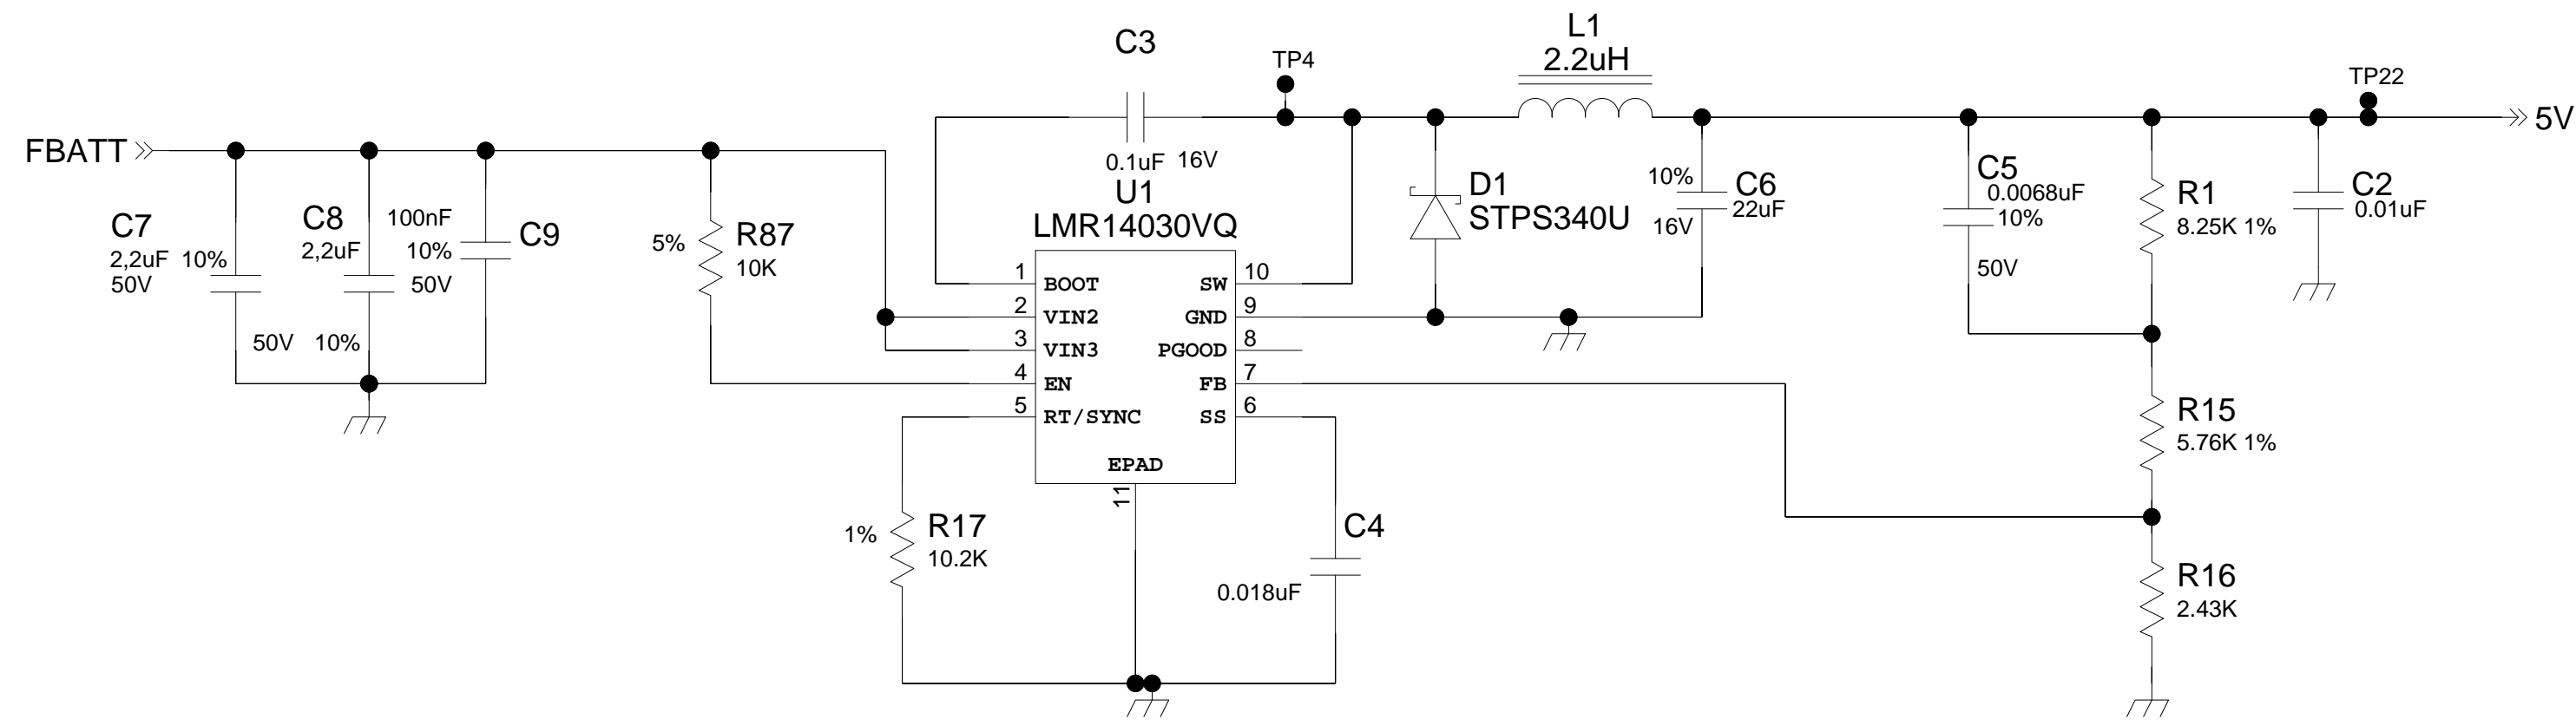 FBATT
C7
2,2uF 10%
50V
C8
2,2uF
50V 10%
100nF
10%
50V
C9
5%
R87
10K
C3
0.1uF 16V
TP4
U1
LMR14030VQ
1
BOOT
2
VIN2
3
VIN3
4
EN
5
RT/SYNC
EPAD
11
10
SW
9
GND
8
PGOOD
7
FB
6
SS
1%
R17
10.2K
C4
0.018uF
L1
2.2uH
D1
STPS340U
10%
C6
22uF
16V
C5
0.0068uF
10%
50V
R1
8.25K 1%
R15
5.76K 1%
R16
2.43K
C2
0.01uF
TP22
5V